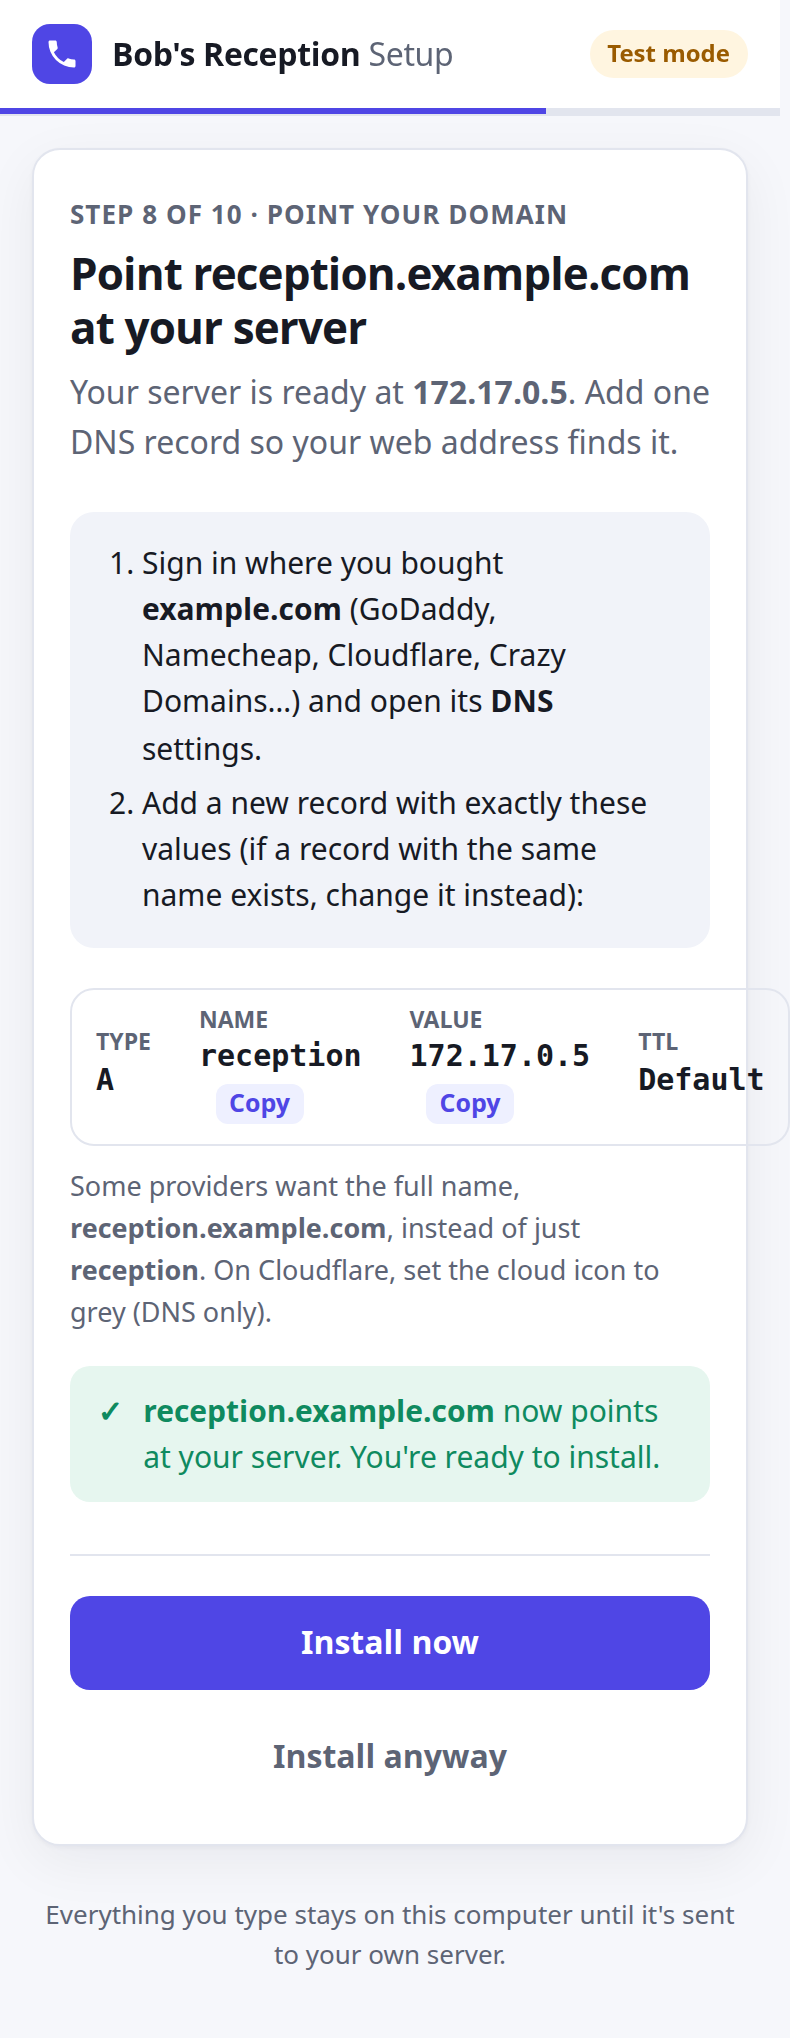 Bob's Reception Setup
Test mode
STEP 8 OF 10 · POINT YOUR DOMAIN
Point reception.example.com
at your server
Your server is ready at 172.17.0.5. Add one
DNS record so your web address finds it.
1. Sign in where you bought
example.com (GoDaddy,
Namecheap, Cloudflare, Crazy
Domains...) and open its DNS
settings.
2. Add a new record with exactly these
values (if a record with the same
name exists, change it instead):
TYPE NAME VALUE TTL
A reception 172.17.0.5 Default
Copy Copy
Some providers want the full name,
reception.example.com, instead of just
reception. On Cloudflare, set the cloud icon to
grey (DNS only).
✓ reception.example.com now points
at your server. You're ready to install.
Install now
Install anyway
Everything you type stays on this computer until it's sent
to your own server.